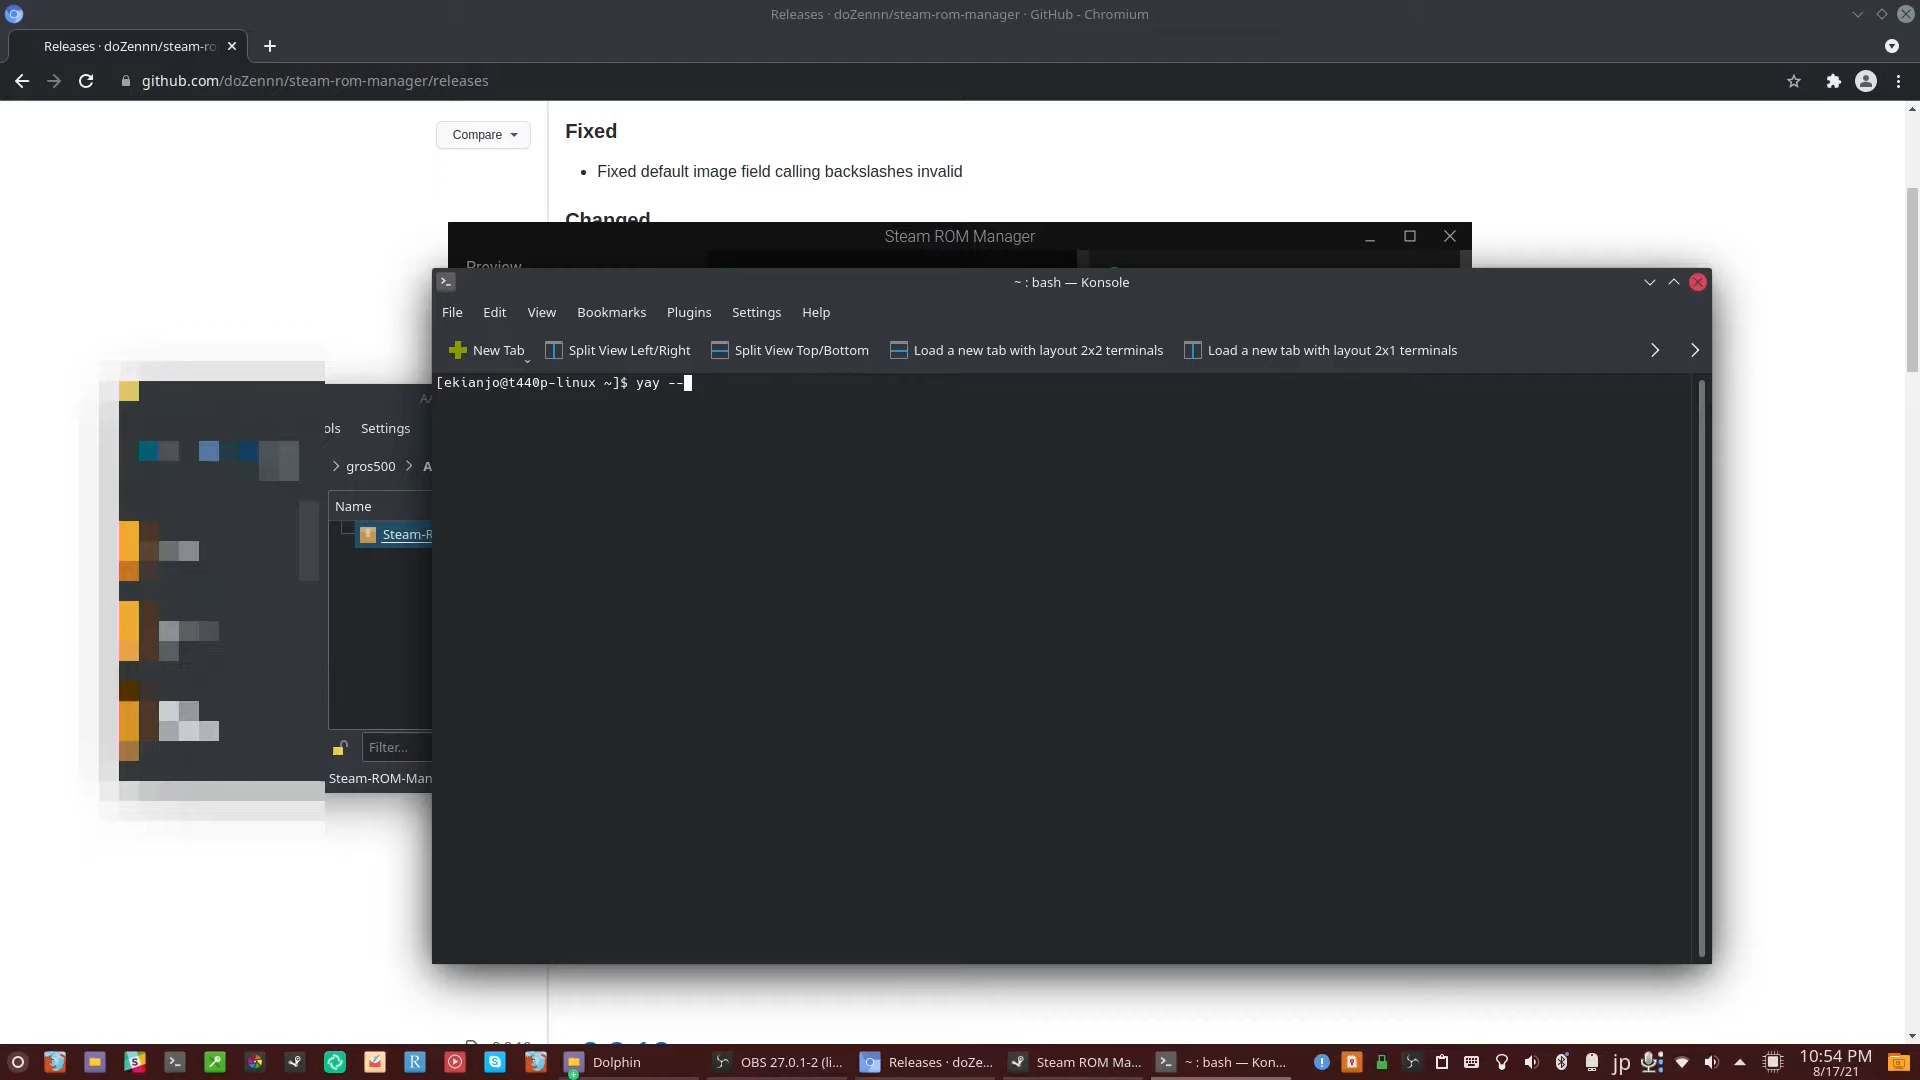 Releases · doZennn/steam-rom-manager · GitHub - Chromium
Releases · doZennn/steam-ro
github.com/doZennn/steam-rom-manager/releases
Compare
Fixed
Fixed default image field calling backslashes invalid
Changed
Steam ROM Manager
Preview
~ : bash — Konsole
File Edit View Bookmarks Plugins Settings Help
New Tab Split View Left/Right Split View Top/Bottom Load a new tab with layout 2x2 terminals Load a new tab with layout 2x1 terminals
[ekianjo@t440p-linux ~]$ yay --
ols Settings
gros500 > A
Name
Steam-R
Filter...
Steam-ROM-Man
Dolphin
OBS 27.0.1-2 (li...
Releases · doZe...
Steam ROM Ma...
~ : bash — Kon...
jp
10:54 PM
8/17/21